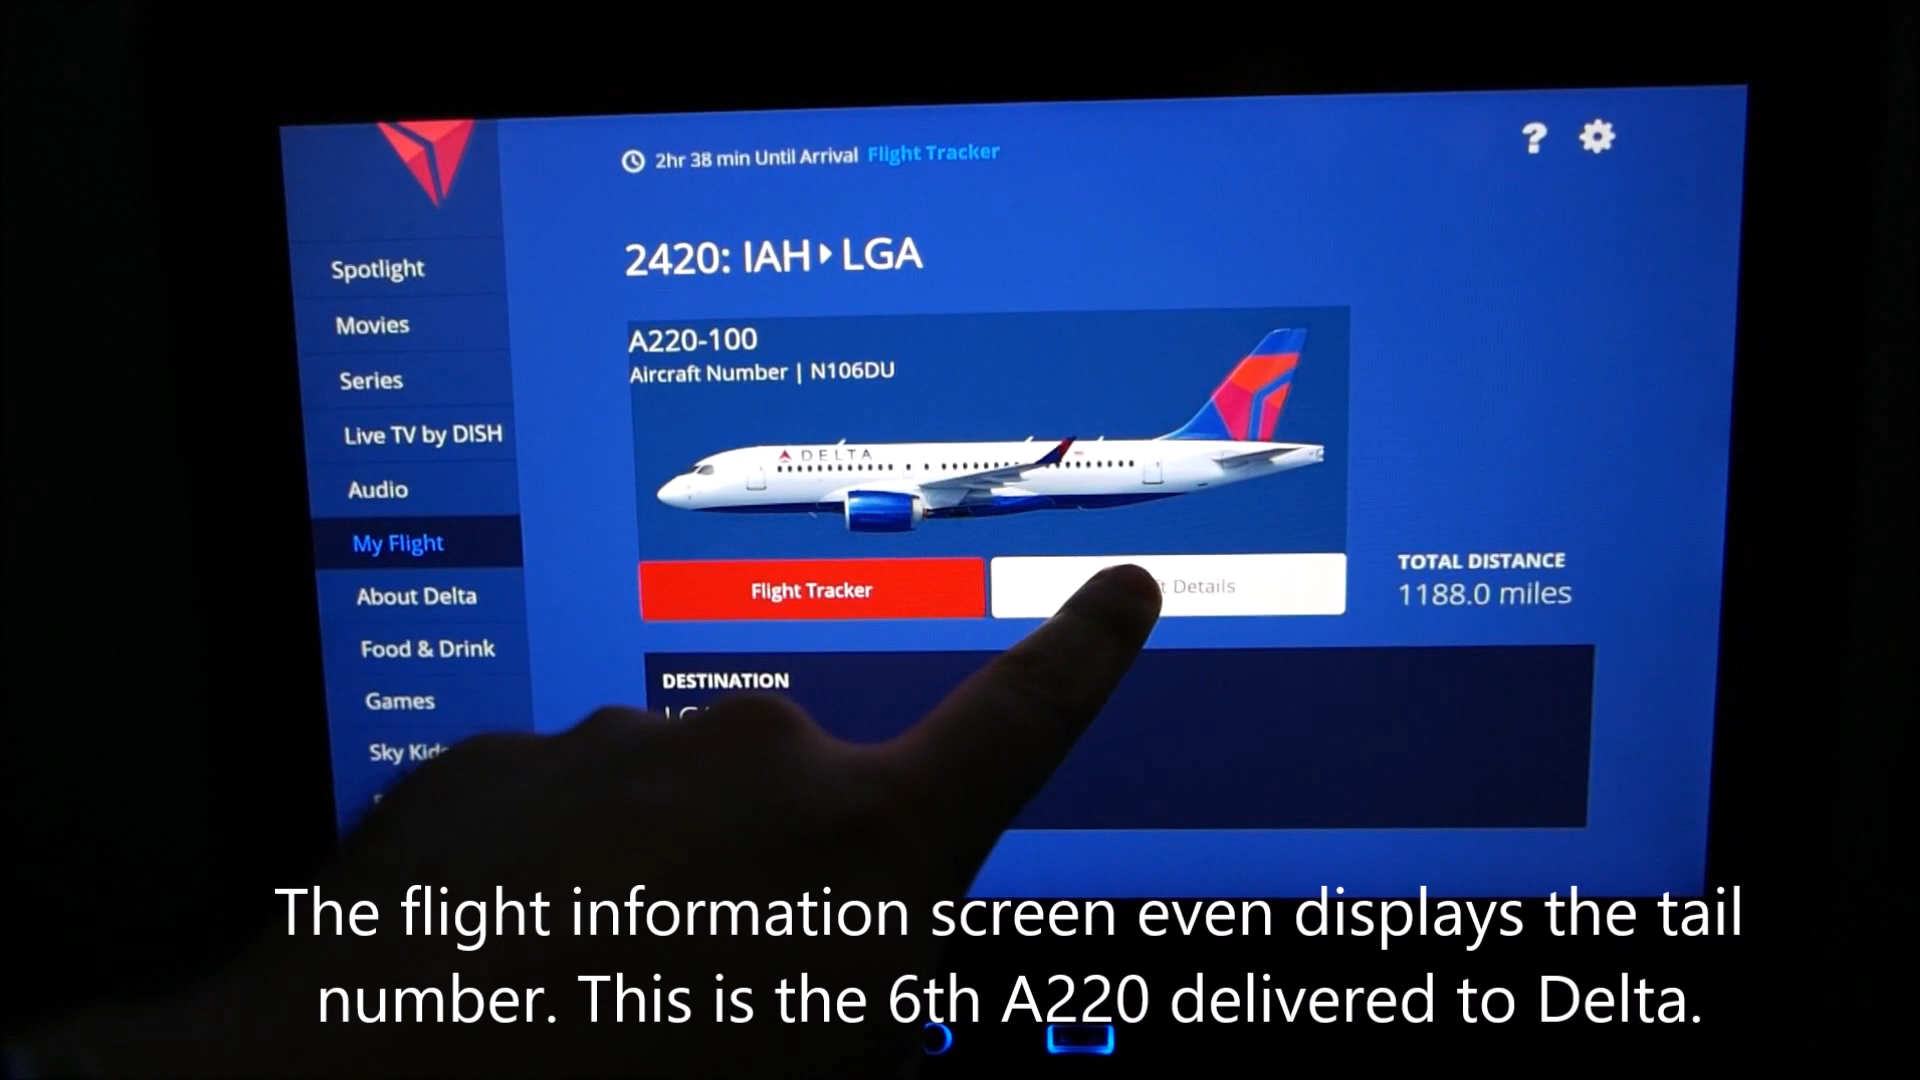 2hr 38 min Until Arrival Flight Tracker
?
2420: IAH LGA
Spotlight
Movies
Series
Live TV by DISH
Audio
My Flight
About Delta
Food & Drink
Games
Sky
A220-100
Aircraft Number | N106DU
DELTA
Flight Tracker
Details
TOTAL DISTANCE
1188.0 miles
DESTINATION
The flight information screen even displays the tail
number. This is the 6th A220 delivered to Delta.